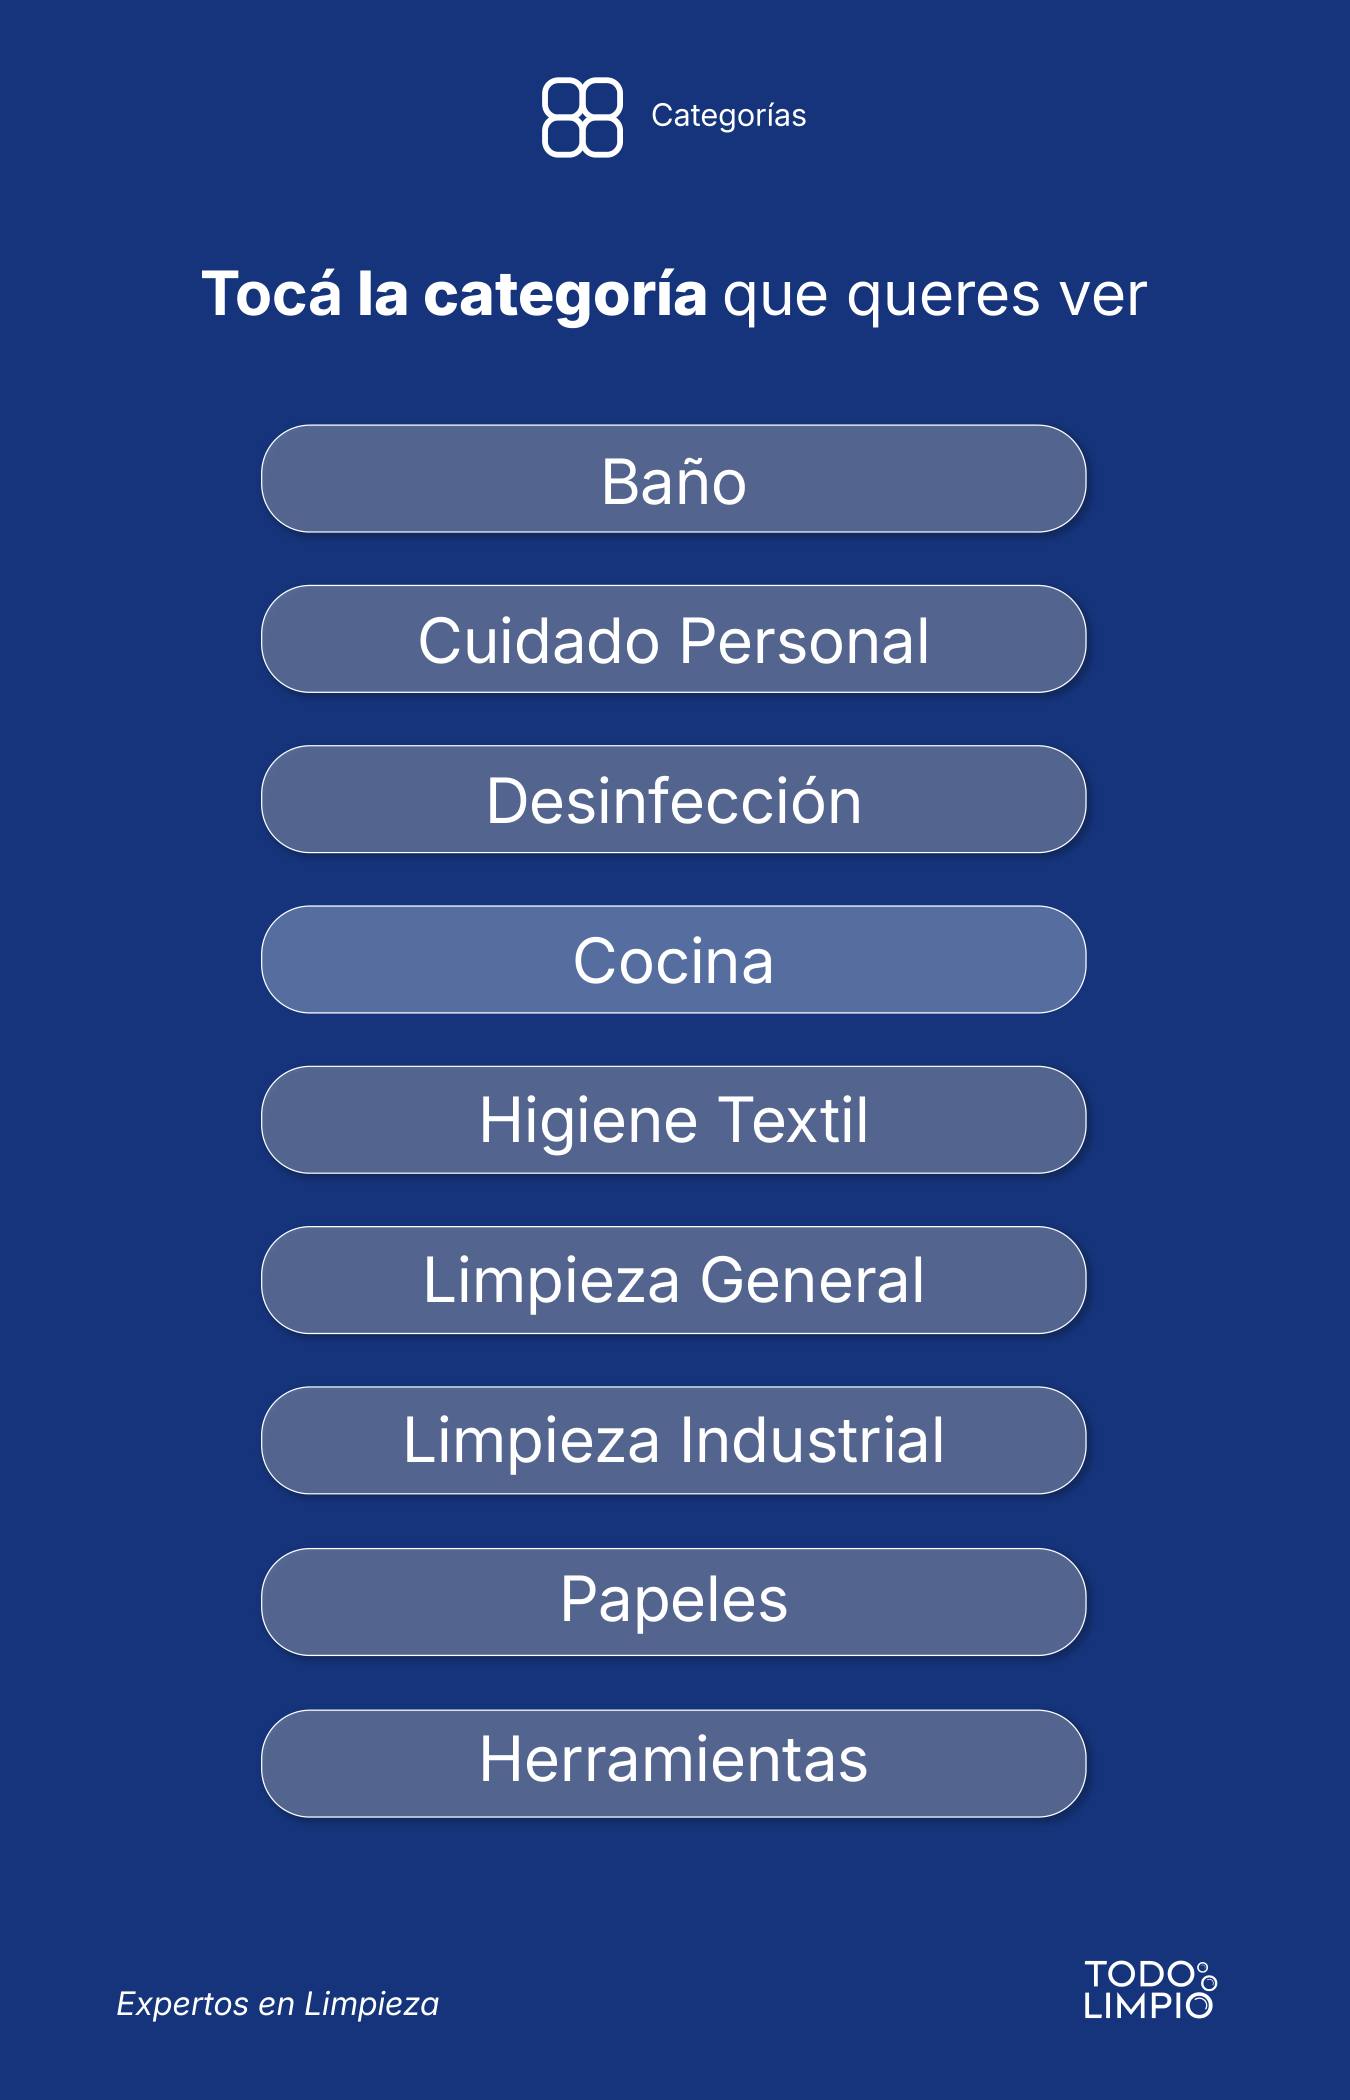 Categorías
Tocá la categoría que queres ver
Baño
Cuidado Personal
Desinfección
Cocina
Higiene Textil
Limpieza General
Limpieza Industrial
Papeles
Herramientas
Expertos en Limpieza
TODO
LIMPIO